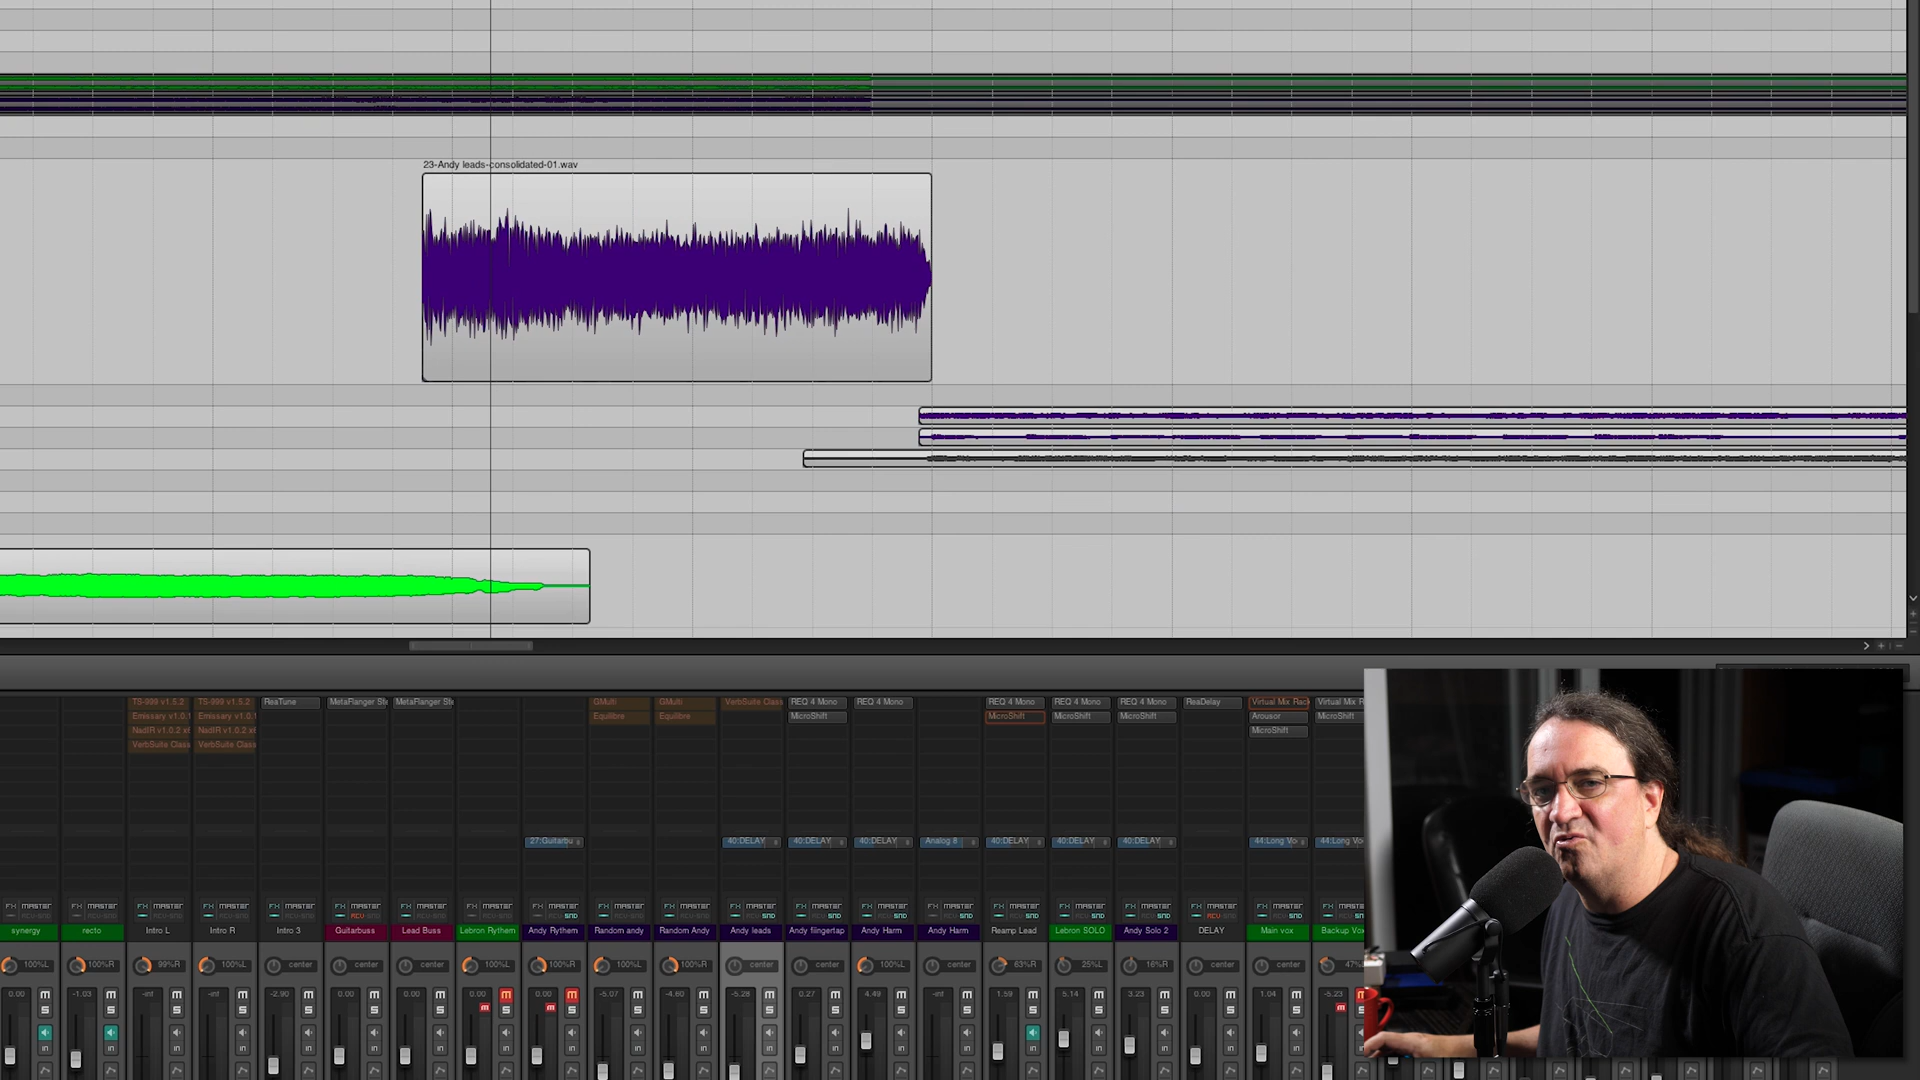 23-Andy leads-consolidated-01.wav
TS-999 v1.5.2 TS-999 v1.5.2 ReaTune MetaRanger Ste MetaRanger Ste GMulti GMulti VerbSuite Class REQ 4 Mono REQ 4 Mono REQ 4 Mono REQ 4 Mono REQ 4 Mono ReaDelay Virtual Mix Rack Virtual Mix R
Emissary v1.0.1 Emissary v1.0.1 Equilibre Equilibre MicroShift MicroShift MicroShift MicroShift Arousor MicroShift
NadIR v1.0.2 x6 NadIR v1.0.2 x6 MicroShift
VerbSuite Class VerbSuite Class
27:Guitarbu 40:DELAY 40:DELAY 40:DELAY Analog 8 40:DELAY 40:DELAY 40:DELAY 44:Long Vo 44:Long Vo
FX MASTER FX MASTER FX MASTER FX MASTER FX MASTER FX MASTER FX MASTER FX MASTER FX MASTER FX MASTER FX MASTER FX MASTER FX MASTER FX MASTER FX MASTER FX MASTER FX MASTER FX MASTER FX MASTER FX MASTER FX MASTER
synergy recto Intro L Intro R Intro 3 Guitarbuss Lead Buss Lebron Rythem Andy Rythem Random andy Random Andy Andy leads Andy fiingertap Andy Harm Andy Harm Reamp Lead Lebron SOLO Andy Solo 2 DELAY Main vox Backup Vox
100%L 100%R 99%R 100%L center center center 100%L 100%R 100%L 100%R center center 100%L center 63%R 25%L 16%R center center 47%
0.00 -1.03 -inf -inf -2.90 0.00 0.00 0.00 0.00 -5.07 -4.60 -5.28 0.27 4.49 -inf 1.59 5.14 3.23 0.00 1.04 -5.23